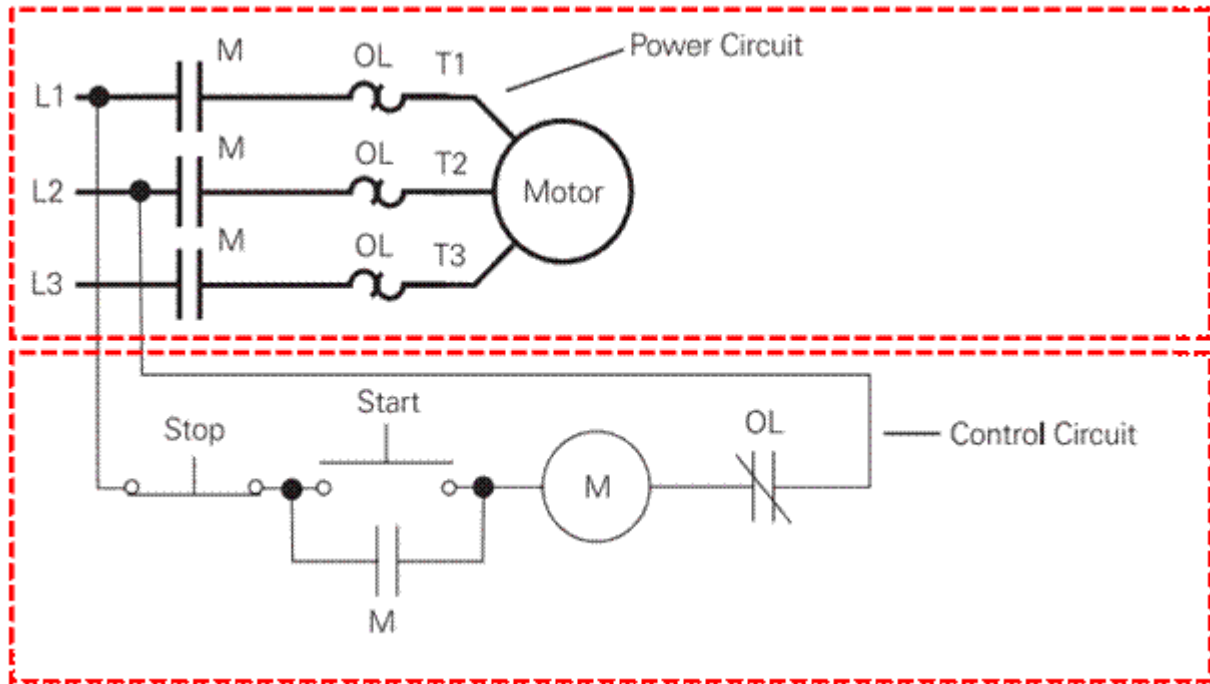 M
OL
T1
Power Circuit
L1
M
OL
T2
L2
Motor
M
OL
T3
L3
Start
Stop
OL
Control Circuit
M
M